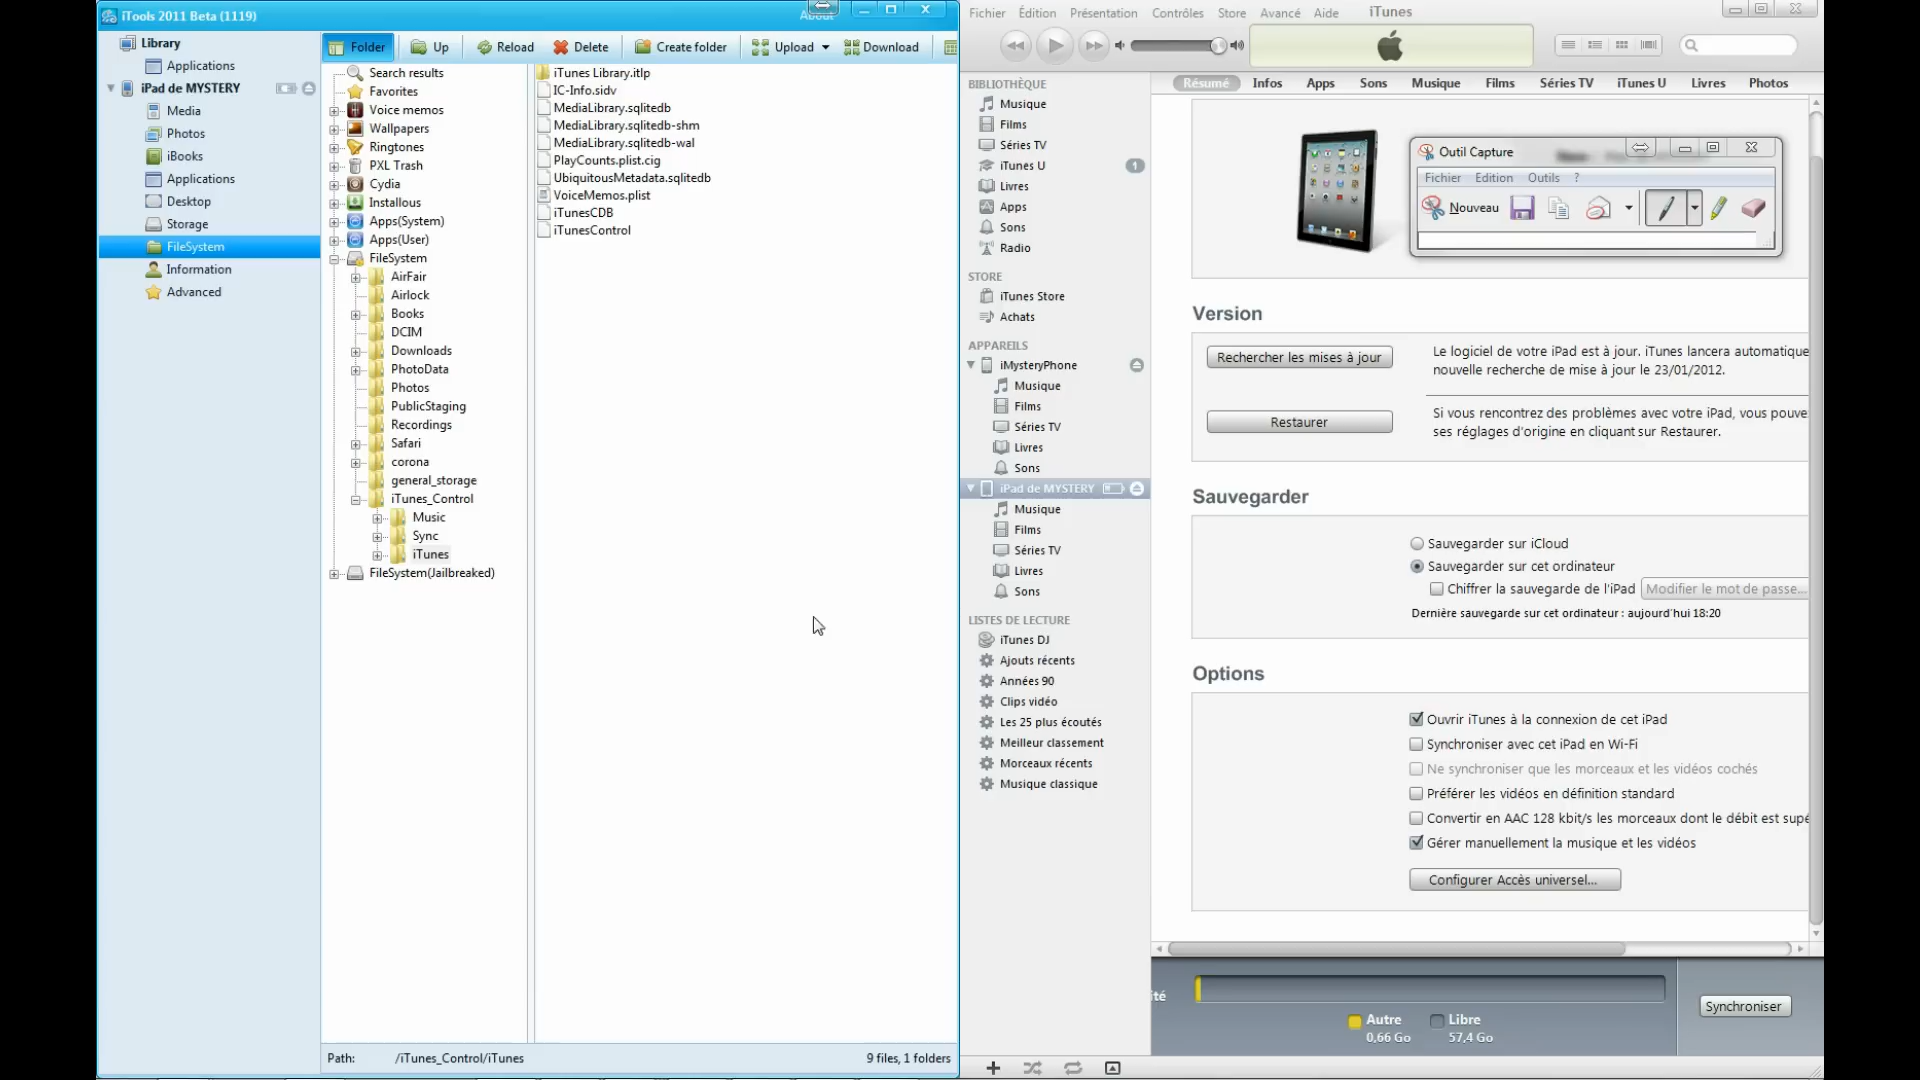 iTools 2011 Beta (1119)
About
Library
Applications
iPad de MYSTERY
Media
Photos
iBooks
Applications
Desktop
Storage
FileSystem
Information
Advanced
Folder
Up
Reload
Delete
Create folder
Upload
Download
Search results
Favorites
Voice memos
Wallpapers
Ringtones
PXL Trash
Cydia
Installous
Apps(System)
Apps(User)
FileSystem
AirFair
Airlock
Books
DCIM
Downloads
PhotoData
Photos
PublicStaging
Recordings
Safari
corona
general_storage
iTunes_Control
Music
Sync
iTunes
FileSystem(Jailbreaked)
iTunes Library.itlp
IC-Info.sidv
MediaLibrary.sqlitedb
MediaLibrary.sqlitedb-shm
MediaLibrary.sqlitedb-wal
PlayCounts.plist.cig
UbiquitousMetadata.sqlitedb
VoiceMemos.plist
iTunesCDB
iTunesControl
Path: /iTunes_Control/iTunes
9 files, 1 folders
Fichier Édition Présentation Contrôles Store Avancé Aide
iTunes
BIBLIOTHÈQUE
Musique
Films
Séries TV
iTunes U 1
Livres
Apps
Sons
Radio
STORE
iTunes Store
Achats
APPAREILS
iMysteryPhone
Musique
Films
Séries TV
Livres
Sons
iPad de MYSTERY
Musique
Films
Séries TV
Livres
Sons
LISTES DE LECTURE
iTunes DJ
Ajouts récents
Années 90
Clips vidéo
Les 25 plus écoutés
Meilleur classement
Morceaux récents
Musique classique
Résumé Infos Apps Sons Musique Films Séries TV iTunes U Livres Photos
Outil Capture
Fichier Edition Outils ?
Nouveau
Version
Rechercher les mises à jour
Le logiciel de votre iPad est à jour. iTunes lancera automatique
nouvelle recherche de mise à jour le 23/01/2012.
Restaurer
Si vous rencontrez des problèmes avec votre iPad, vous pouve
ses réglages d'origine en cliquant sur Restaurer.
Sauvegarder
Sauvegarder sur iCloud
Sauvegarder sur cet ordinateur
Chiffrer la sauvegarde de l'iPad
Modifier le mot de passe...
Dernière sauvegarde sur cet ordinateur : aujourd'hui 18:20
Options
Ouvrir iTunes à la connexion de cet iPad
Synchroniser avec cet iPad en Wi-Fi
Ne synchroniser que les morceaux et les vidéos cochés
Préférer les vidéos en définition standard
Convertir en AAC 128 kbit/s les morceaux dont le débit est supé
Gérer manuellement la musique et les vidéos
Configurer Accès universel...
ité
Autre
0,66 Go
Libre
57,4 Go
Synchroniser